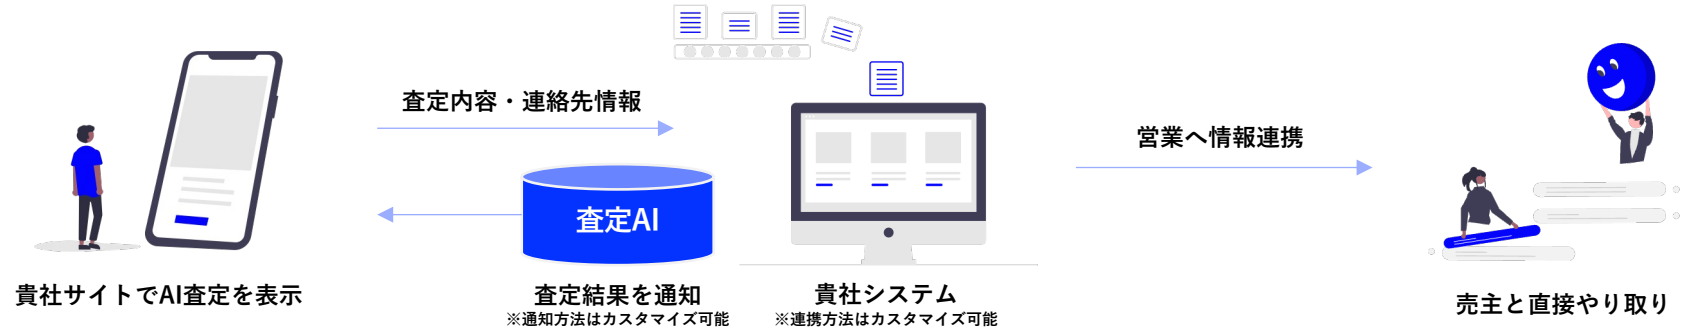 査定内容・連絡先情報
査定AI
営業へ情報連携
貴社サイトでAI査定を表示
査定結果を通知
※通知方法はカスタマイズ可能
貴社システム
※連携方法はカスタマイズ可能
売主と直接やり取り